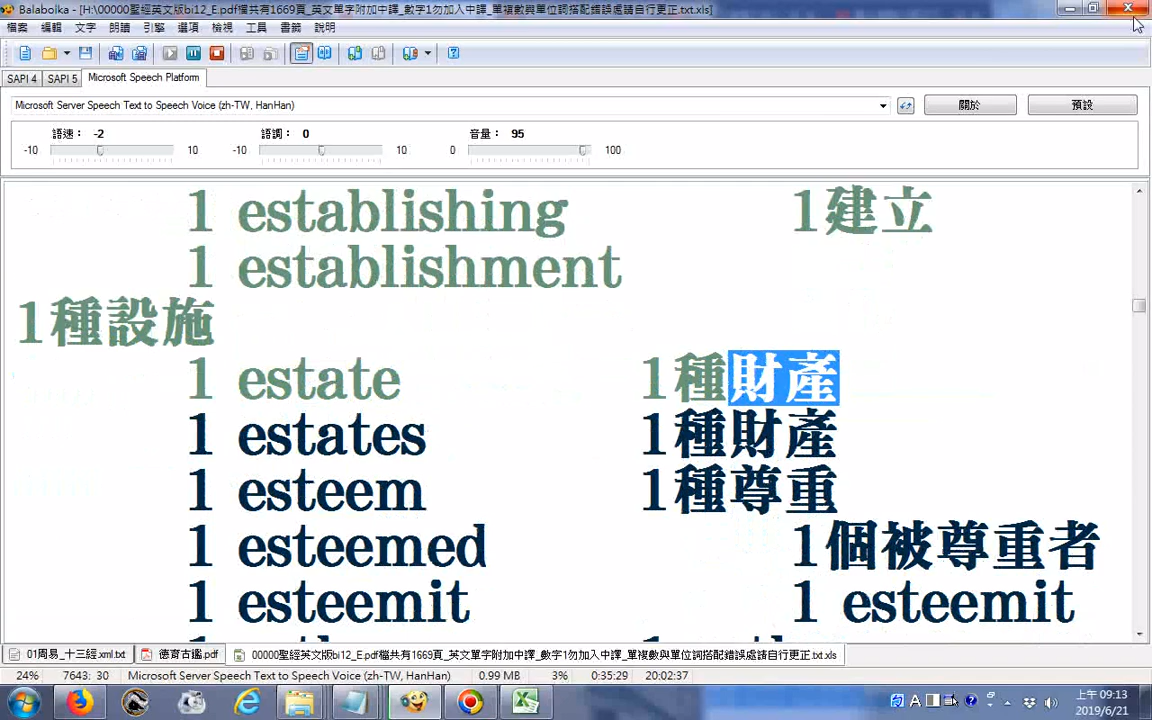 Balabolka - [H:\00000聖經英文版bi12_E.pdf檔共有1669頁_英文單字附加中譯_數字1勿加入中譯_單複數與單位詞搭配錯誤處請自行更正.txt.xls]
檔案 編輯 文字 朗讀 引擎 選項 檢視 工具 書籤 說明
SAPI 4 SAPI 5 Microsoft Speech Platform
Microsoft Server Speech Text to Speech Voice (zh-TW, HanHan) 關於 預設
語速： -2 語調： 0 音量： 95
-10 10 -10 10 0 100
1 establishing 1建立
1 establishment
1種設施
1 estate 1種財產
1 estates 1種財產
1 esteem 1種尊重
1 esteemed 1個被尊重者
1 esteemit 1 esteemit
01周易_十三經.xml.txt 德育古鑑.pdf 00000聖經英文版bi12_E.pdf檔共有1669頁_英文單字附加中譯_數字1勿加入中譯_單複數與單位詞搭配錯誤處請自行更正.txt.xls
24% 7643: 30 Microsoft Server Speech Text to Speech Voice (zh-TW, HanHan) 0.99 MB 3% 0:35:29 20:02:37
上午 09:13
2019/6/21